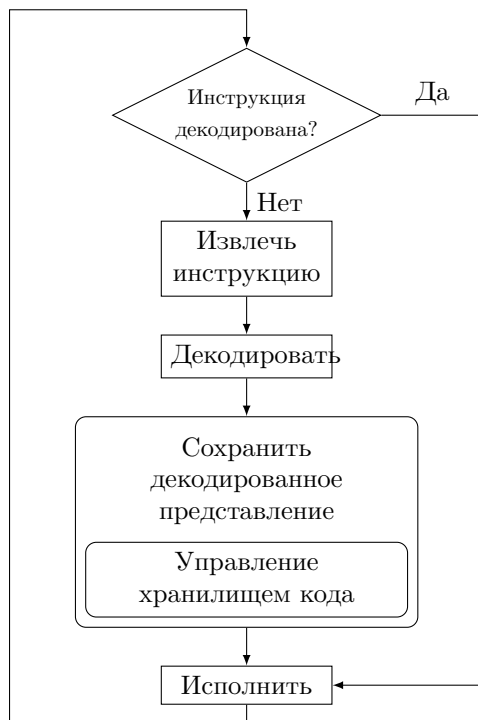 Инструкция
декодирована?
Да
Нет
Извлечь
инструкцию
Декодировать
Сохранить
декодированное
представление
Управление
хранилищем кода
Исполнить